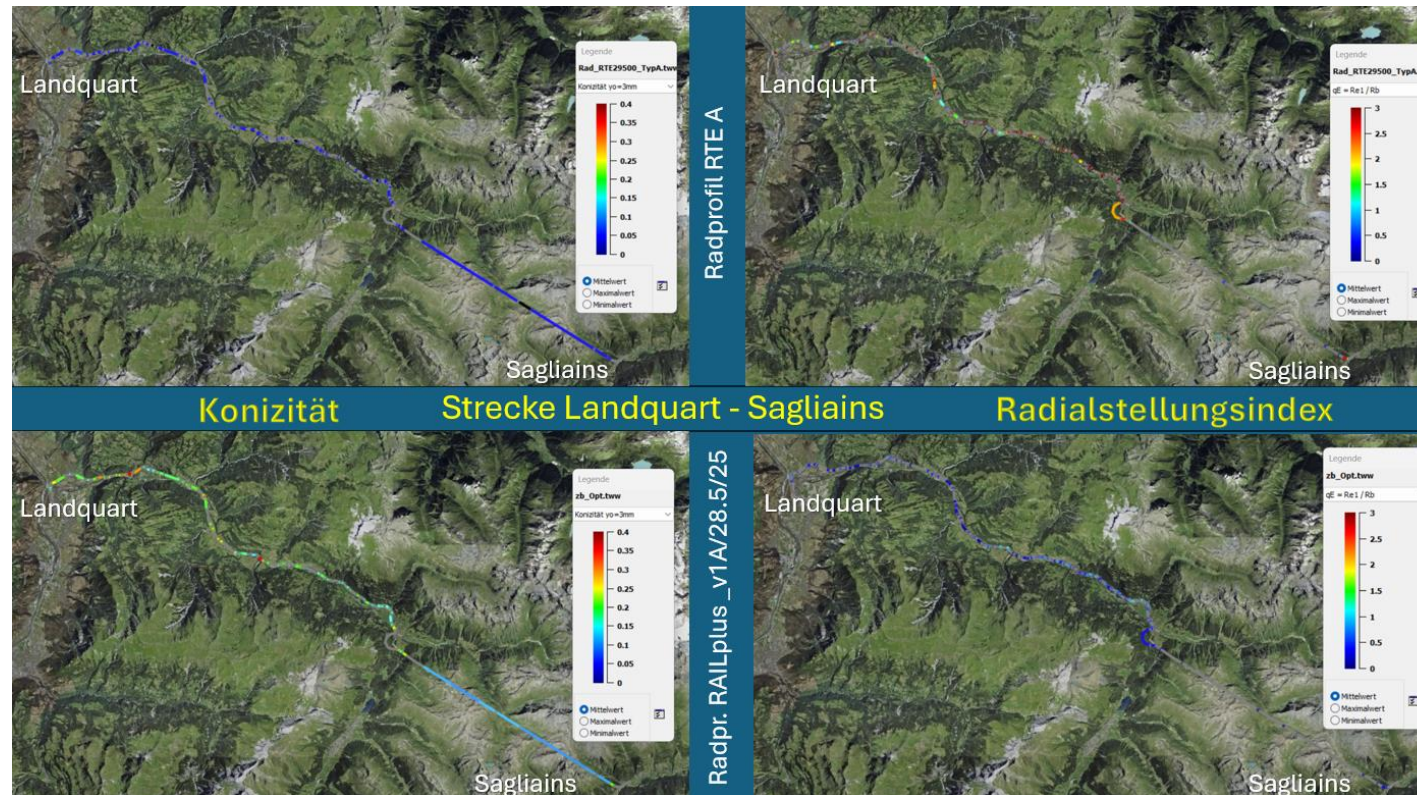 Landquart
Sagliains
Legende
Rad_RTE29500_TypA.tww
Konizität yo=3mm
0.4
0.35
0.3
0.25
0.2
0.15
0.1
0.05
0
Mittelwert
Maximalwert
Minimalwert
Radprofil RTE A
Landquart
Sagliains
Legende
Rad_RTE29500_TypA
qE = Re1 / Rb
3
2.5
2
1.5
1
0.5
0
Mittelwert
Maximalwert
Minimalwert
Konizität
Strecke Landquart - Sagliains
Radialstellungsindex
Landquart
Sagliains
Legende
zb_Opt.tww
Konizität yo=3mm
0.4
0.35
0.3
0.25
0.2
0.15
0.1
0.05
0
Mittelwert
Maximalwert
Minimalwert
Radpr. RAILplus _v1A/28.5/25
Landquart
Sagliains
Legende
zb_Opt.tww
qE = Re1 / Rb
3
2.5
2
1.5
1
0.5
0
Mittelwert
Maximalwert
Minimalwert